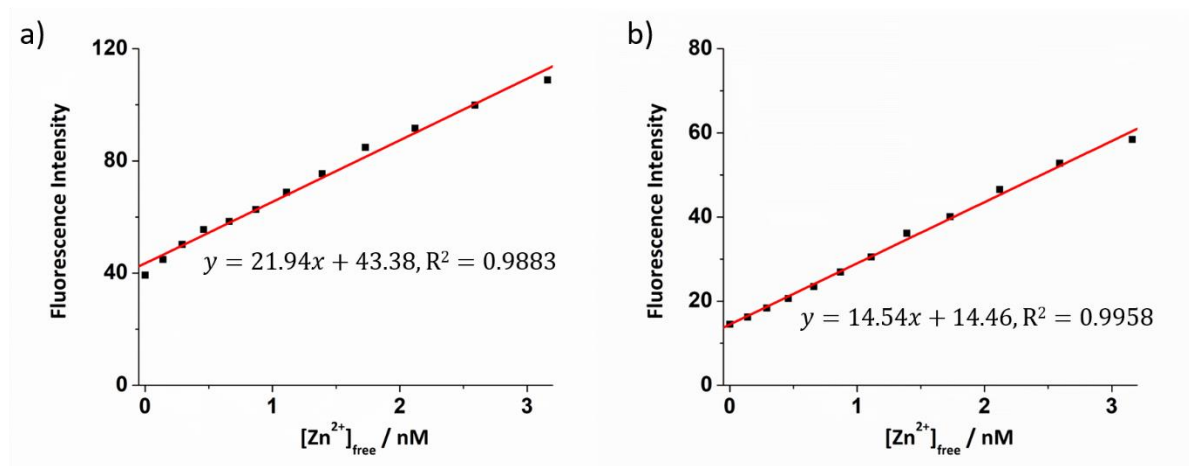 a)
120
80
40
0
Fluorescence Intensity
y = 21.94x + 43.38, R² = 0.9883
0 1 2 3
[Zn²⁺]free / nM
b)
80
60
40
20
0
Fluorescence Intensity
y = 14.54x + 14.46, R² = 0.9958
0 1 2 3
[Zn²⁺]free / nM